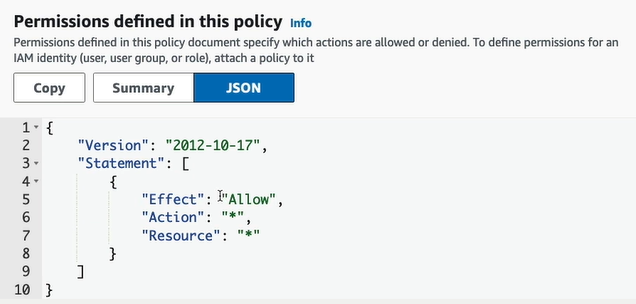 Permissions defined in this policy Info
Permissions defined in this policy document specify which actions are allowed or denied. To define permissions for an
IAM identity (user, user group, or role), attach a policy to it
Copy Summary JSON
1 {
2 "Version": "2012-10-17",
3 "Statement": [
4 {
5 "Effect": "Allow",
6 "Action": "*",
7 "Resource": "*"
8 }
9 ]
10 }